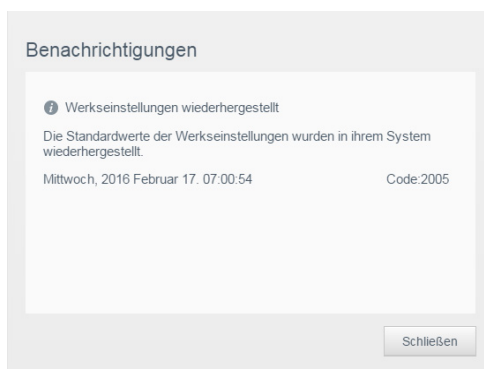 Benachrichtigungen
Werkseinstellungen wiederhergestellt
Die Standardwerte der Werkseinstellungen wurden in ihrem System
wiederhergestellt.
Mittwoch, 2016 Februar 17. 07:00:54 Code:2005
Schließen